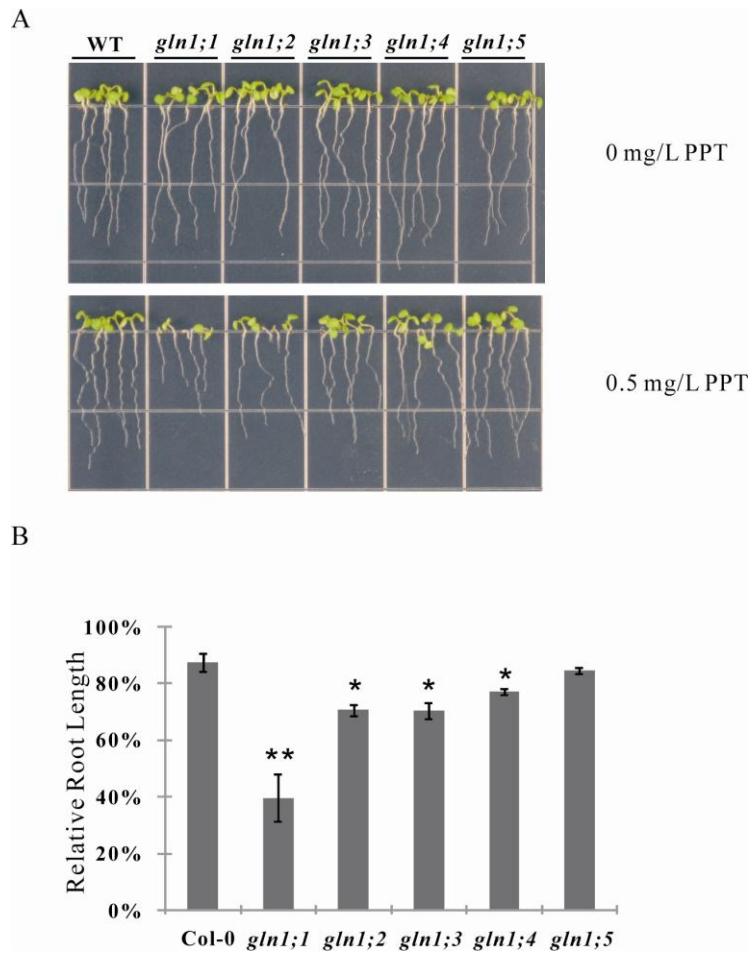 A
WT gln1;1 gln1;2 gln1;3 gln1;4 gln1;5
0 mg/L PPT
0.5 mg/L PPT
B
Relative Root Length
100%
80%
60%
40%
20%
0%
**
*
*
*
Col-0 gln1;1 gln1;2 gln1;3 gln1;4 gln1;5